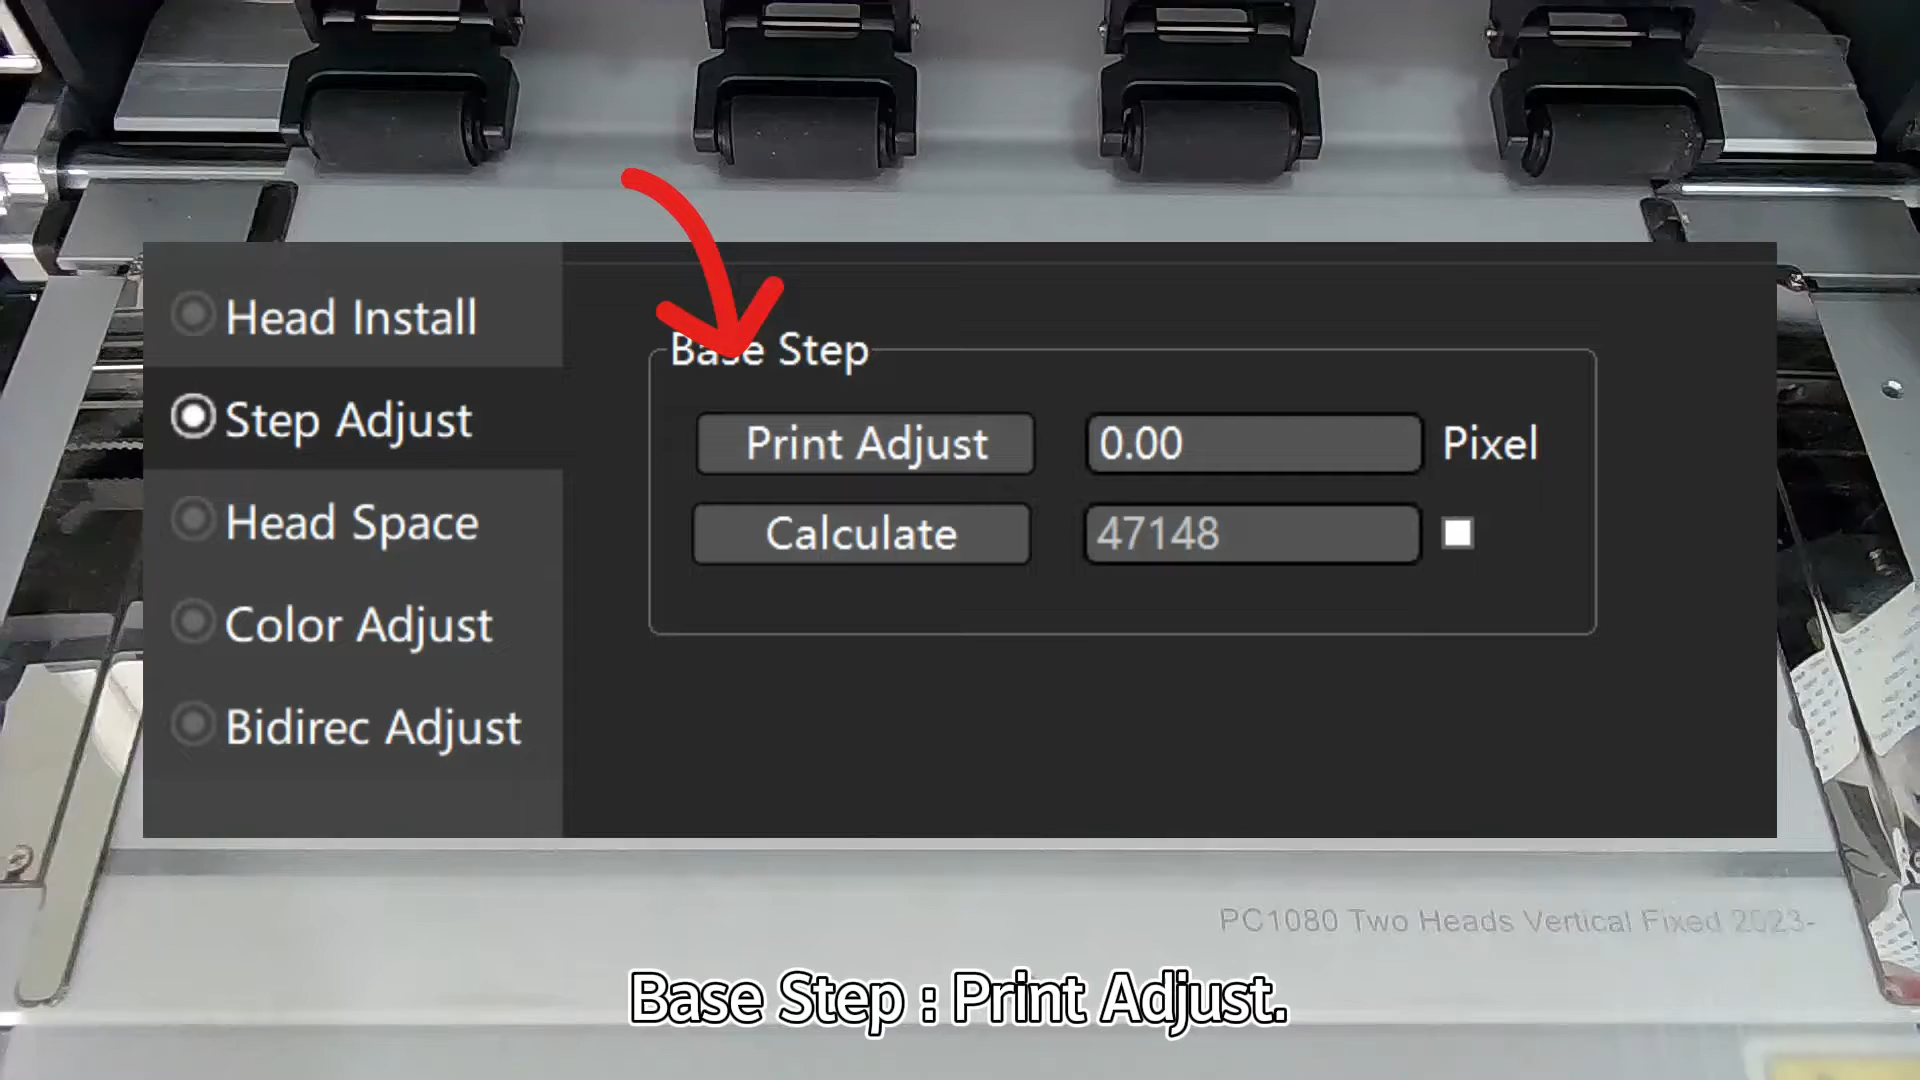 Head Install
Step Adjust
Head Space
Color Adjust
Bidirec Adjust
Base Step
Print Adjust
0.00
Pixel
Calculate
47148
PC1080 Two Heads Vertical Fixed 2023-
Base Step : Print Adjust.